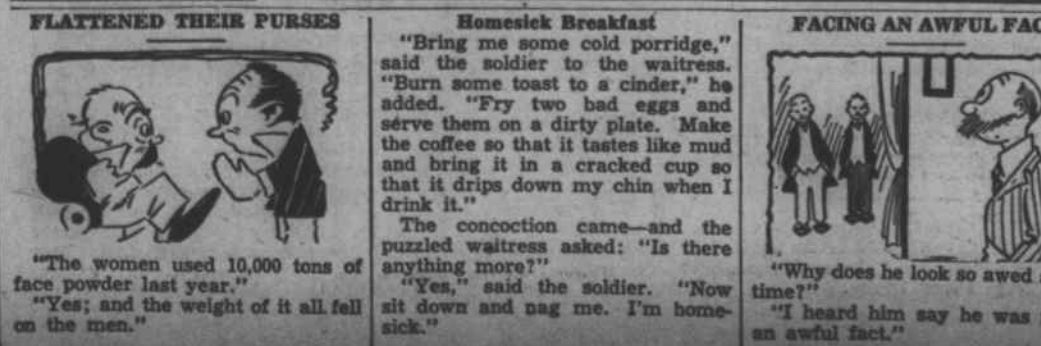 FLATTENED THEIR PURSES
"The women used 10,000 tons of
face powder last year."
"Yes; and the weight of it all fell
on the men."
Homesick Breakfast
"Bring me some cold porridge,"
said the soldier to the waitress.
"Burn some toast to a cinder," he
added. "Fry two bad eggs and
serve them on a dirty plate. Make
the coffee so that it tastes like mud
and bring it in a cracked cup so
that it drips down my chin when I
drink it."
The concoction came—and the
puzzled waitress asked: "Is there
anything more?"
"Yes," said the soldier. "Now
sit down and nag me. I'm home-
sick."
FACING AN AWFUL FAC
"Why does he look so awed
time?"
"I heard him say he was
an awful fact."